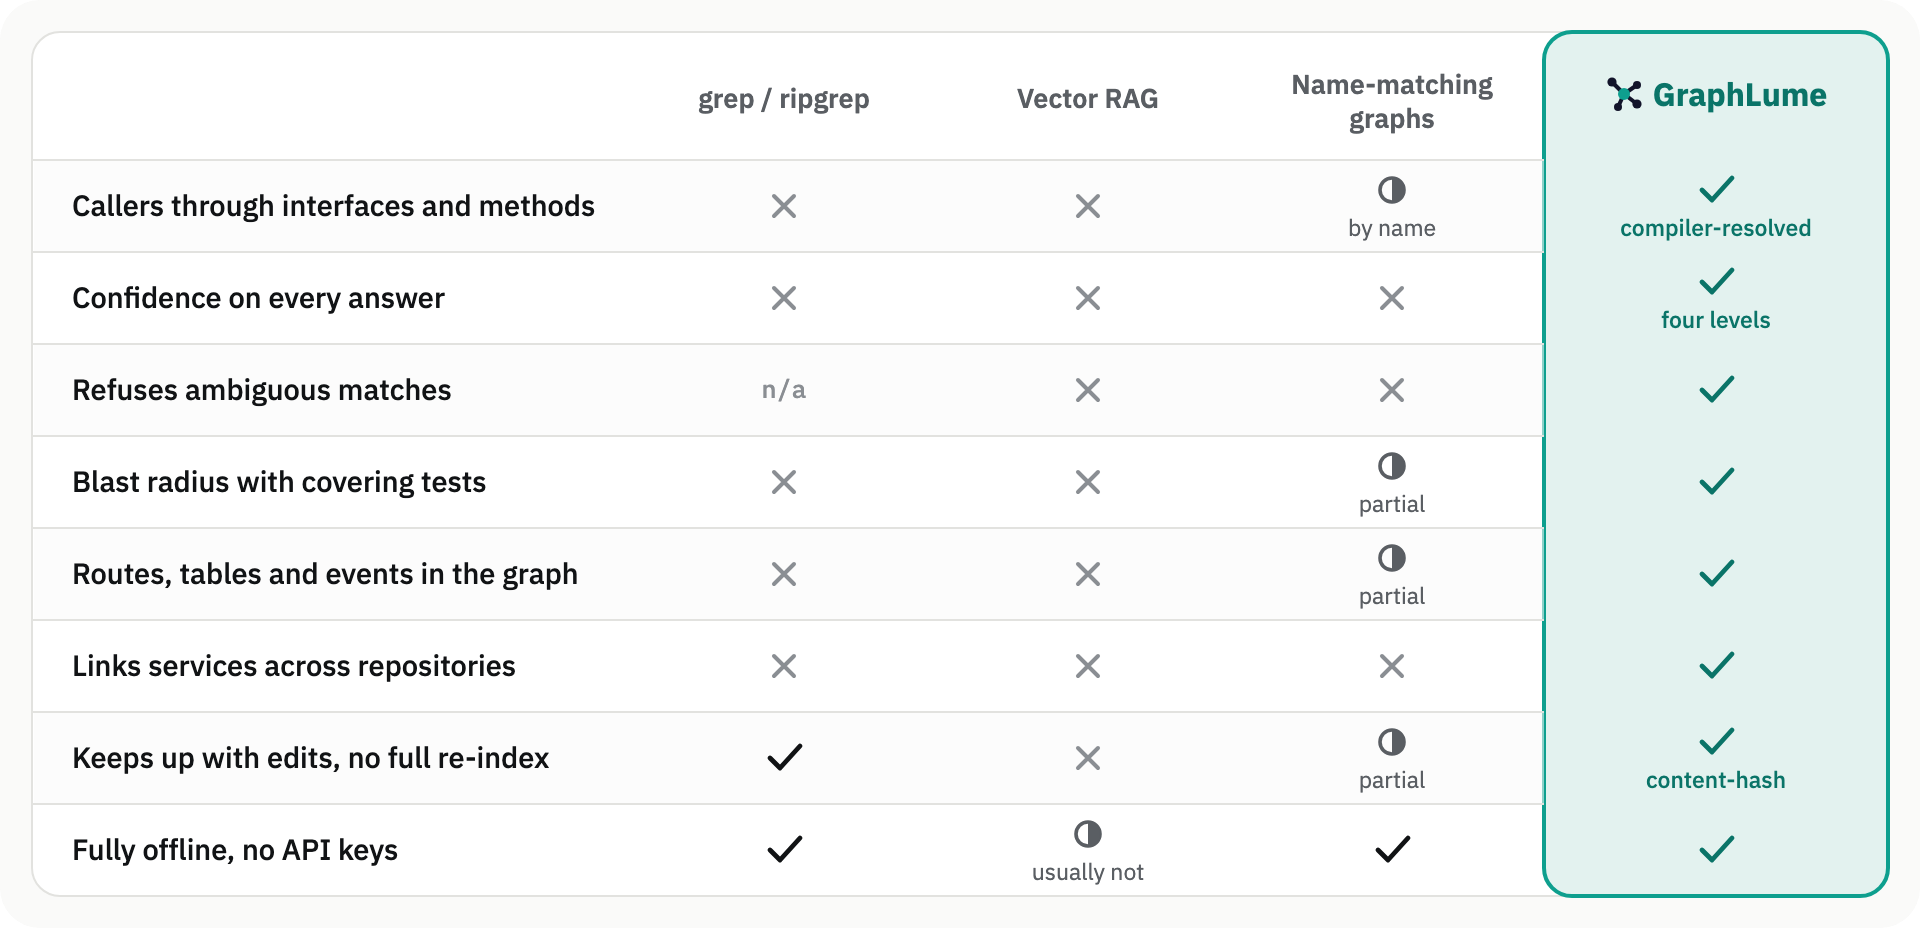 grep / ripgrep
Vector RAG
Name-matching
graphs
GraphLume
Callers through interfaces and methods
by name
compiler-resolved
Confidence on every answer
four levels
Refuses ambiguous matches
n/a
Blast radius with covering tests
partial
Routes, tables and events in the graph
partial
Links services across repositories
Keeps up with edits, no full re-index
partial
content-hash
Fully offline, no API keys
usually not